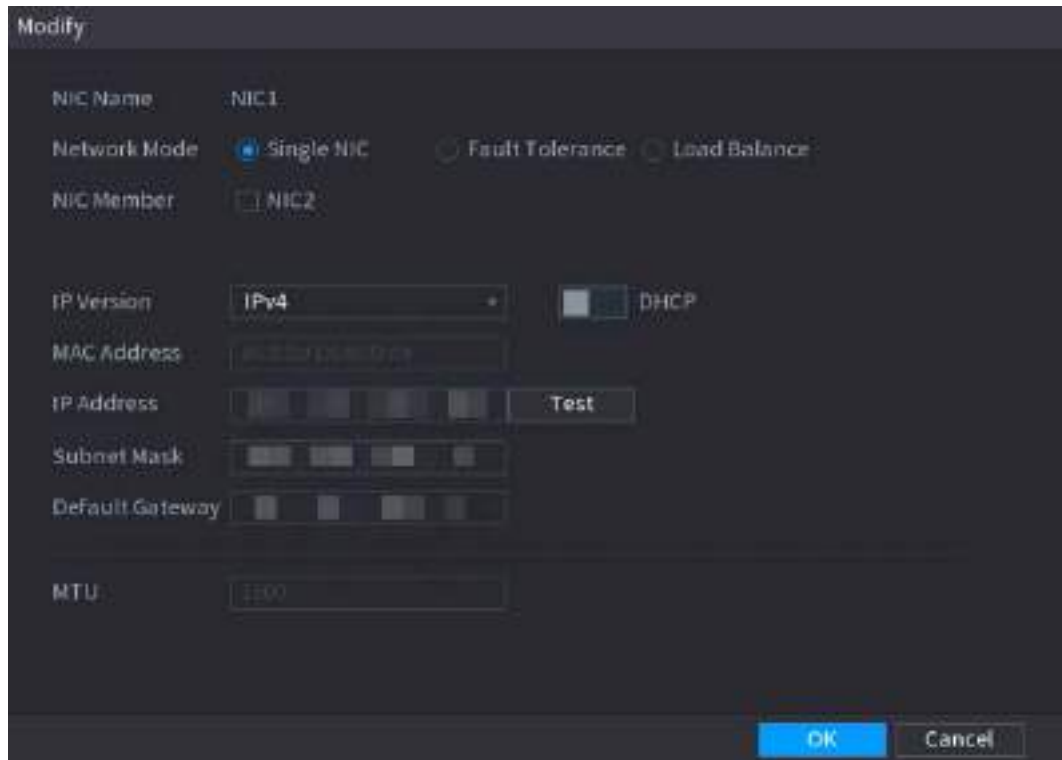 Modify
NIC Name NIC1
Network Mode Single NIC Fault Tolerance Load Balance
NIC Member NIC2
IP Version IPv4 DHCP
MAC Address
IP Address Test
Subnet Mask
Default Gateway
MTU
OK Cancel